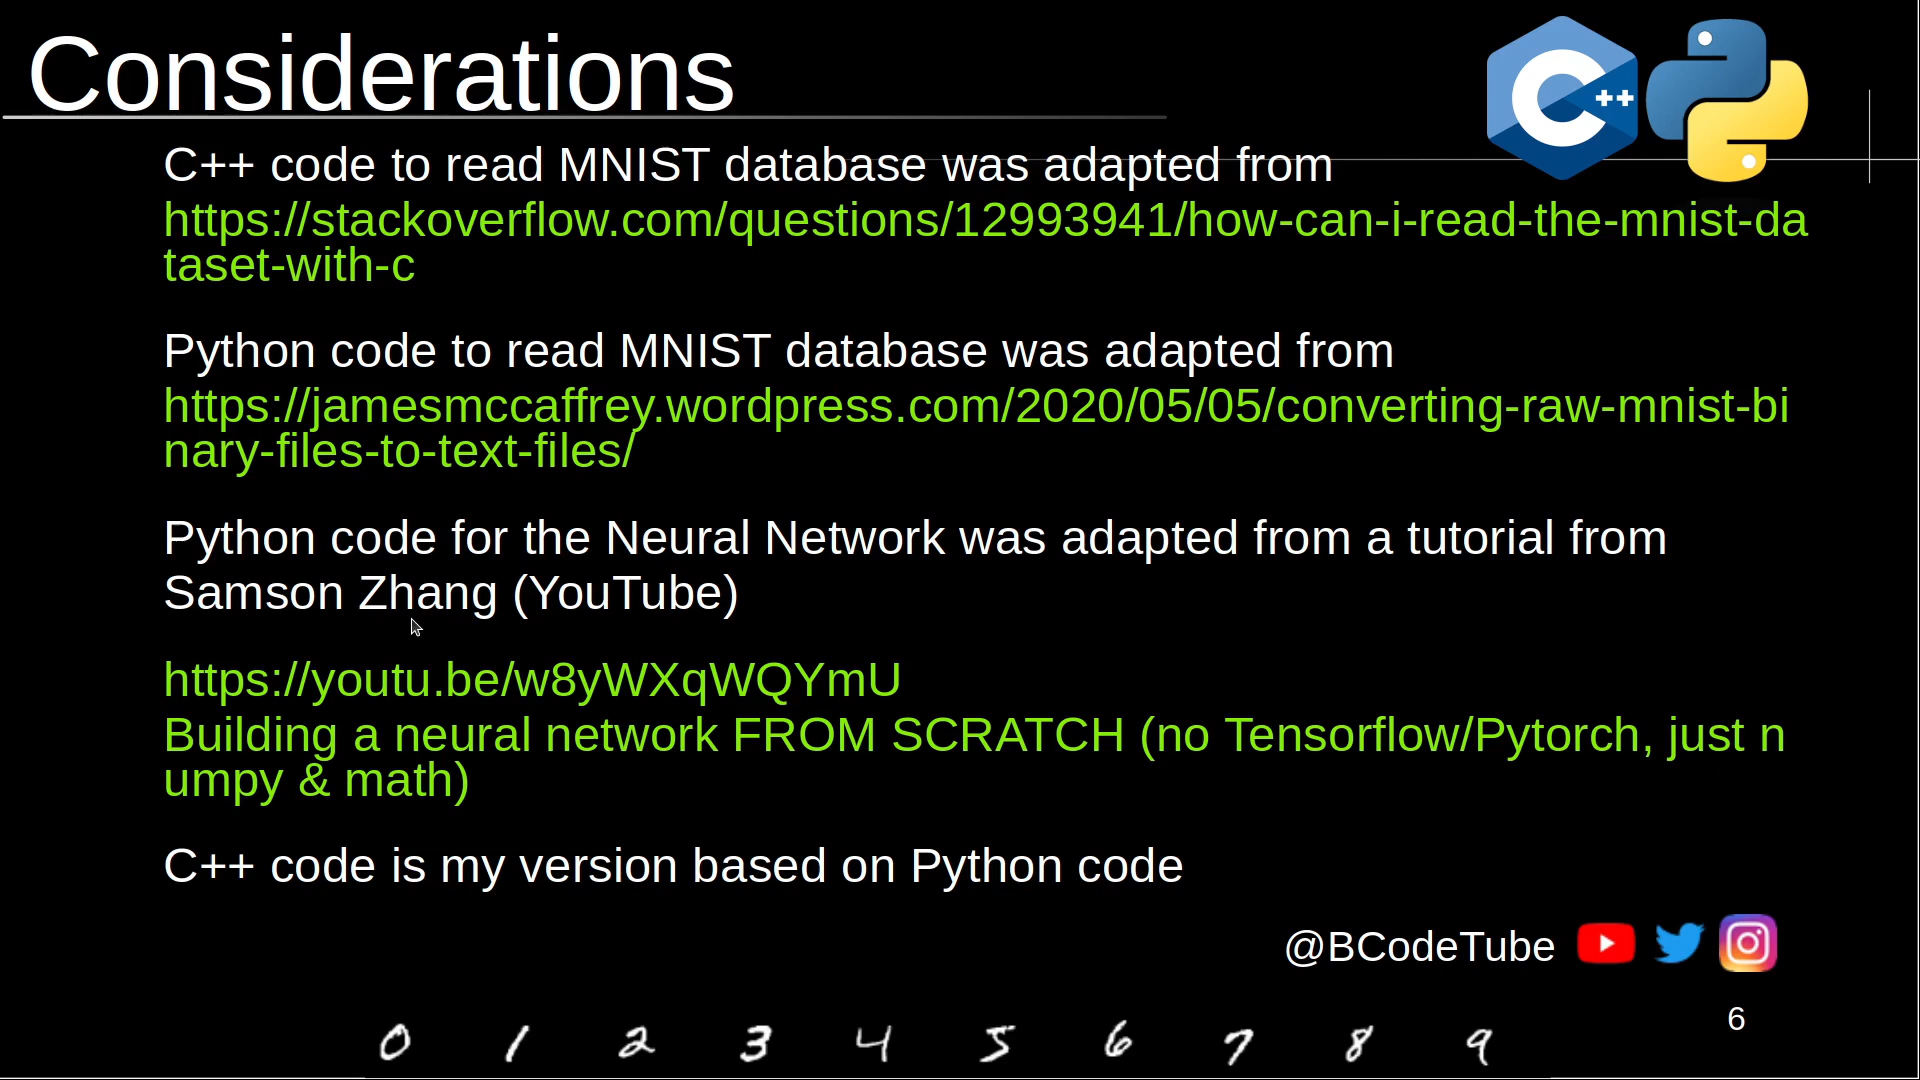 Considerations
C++ code to read MNIST database was adapted from
https://stackoverflow.com/questions/12993941/how-can-i-read-the-mnist-da
taset-with-c
Python code to read MNIST database was adapted from
https://jamesmccaffrey.wordpress.com/2020/05/05/converting-raw-mnist-bi
nary-files-to-text-files/
Python code for the Neural Network was adapted from a tutorial from
Samson Zhang (YouTube)
https://youtu.be/w8yWXqWQYmU
Building a neural network FROM SCRATCH (no Tensorflow/Pytorch, just n
umpy & math)
C++ code is my version based on Python code
@BCodeTube
6
0 1 2 3 4 5 6 7 8 9